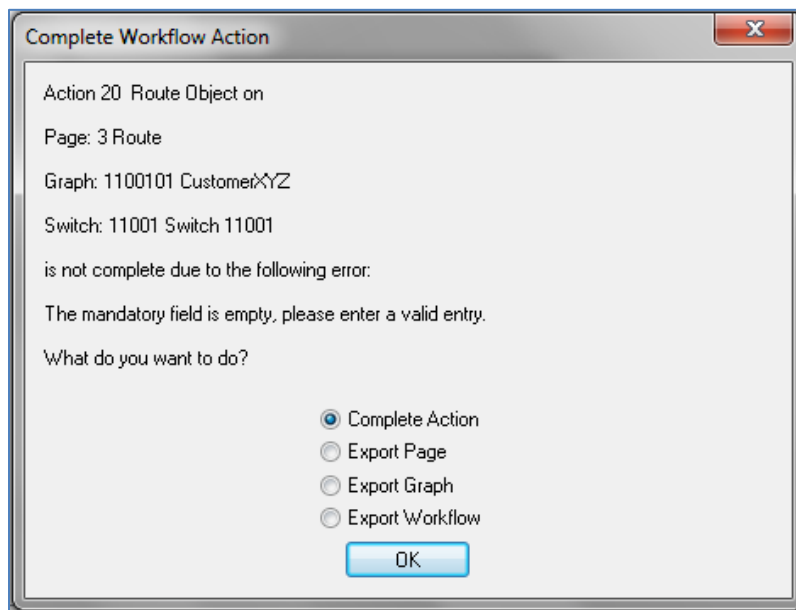 Complete Workflow Action
Action 20 Route Object on
Page: 3 Route
Graph: 1100101 CustomerXYZ
Switch: 11001 Switch 11001
is not complete due to the following error:
The mandatory field is empty, please enter a valid entry.
What do you want to do?
Complete Action
Export Page
Export Graph
Export Workflow
OK